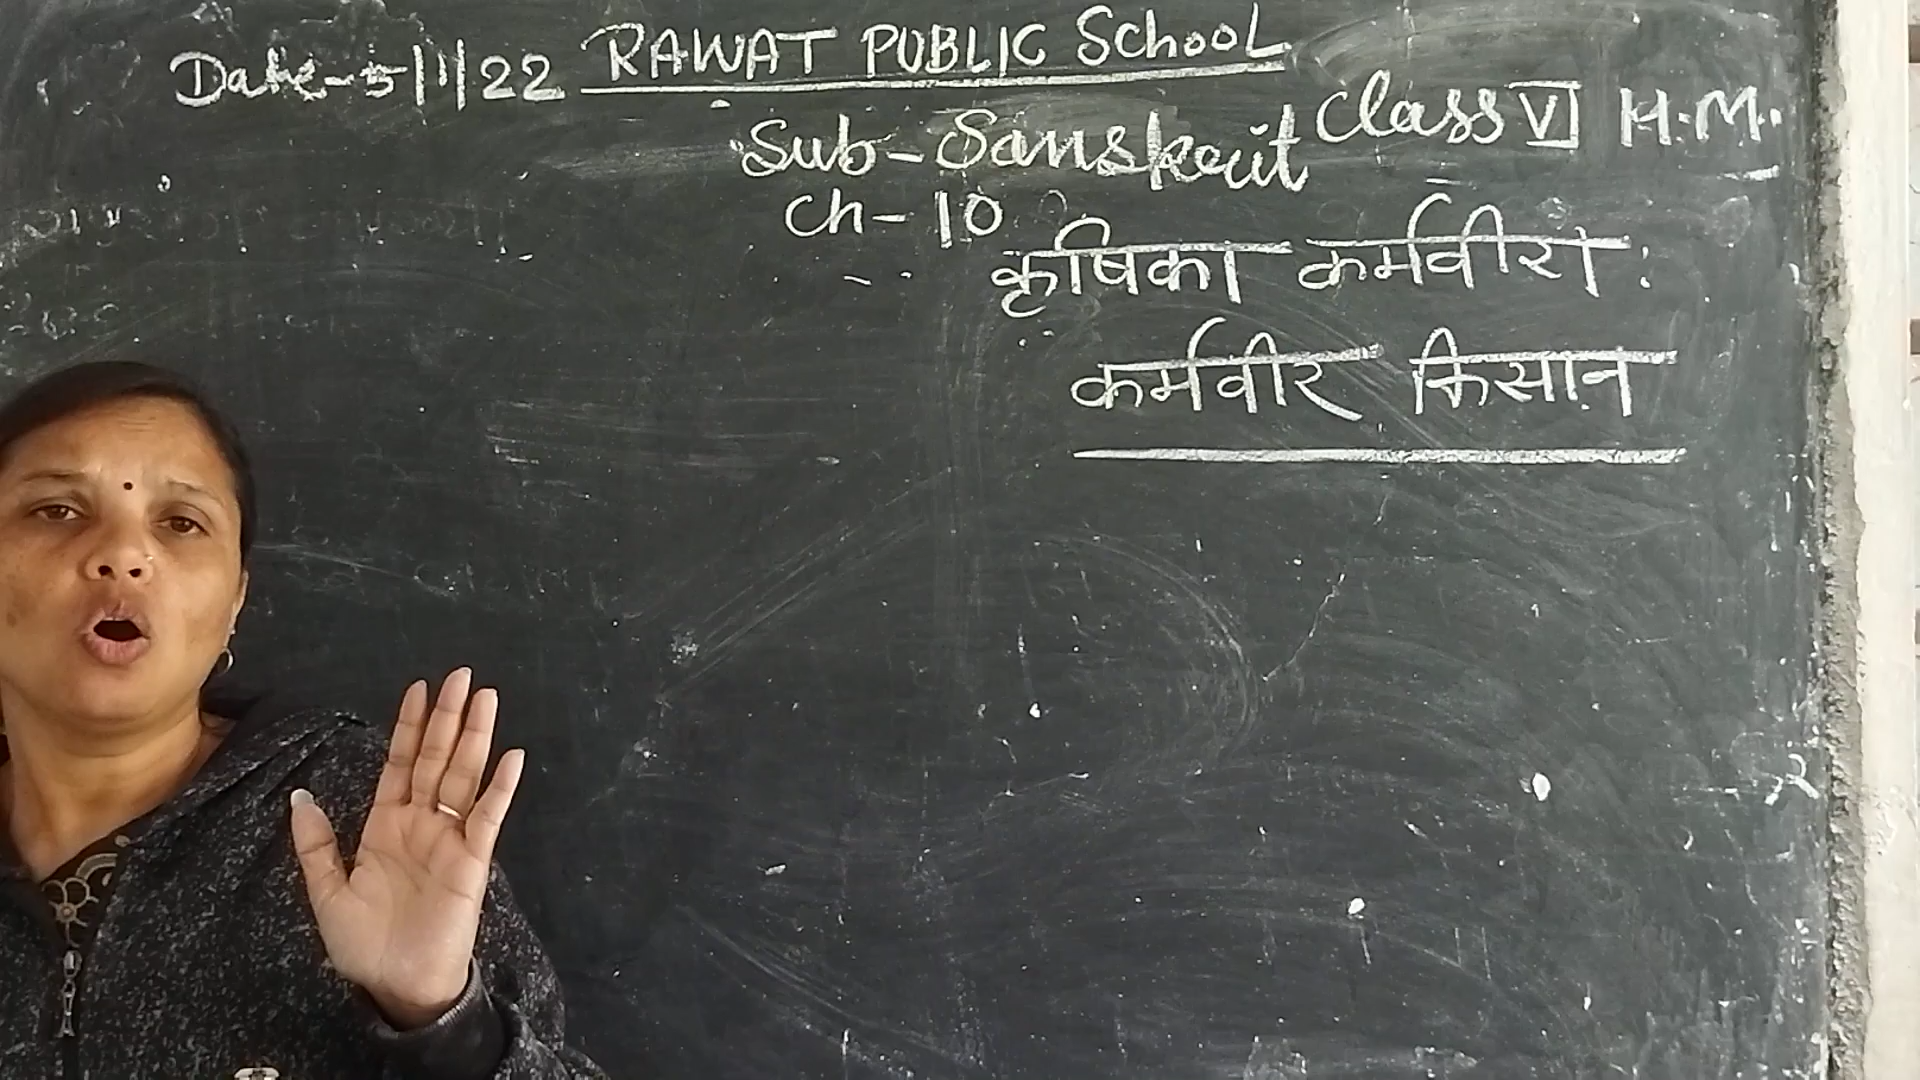 Date-5/1/22 RAWAT PUBLIC SchooL
Class VI H.M.
Sub-Sanskrit
Ch-10
कृषिका कर्मवीरा:
कर्मवीर किसान